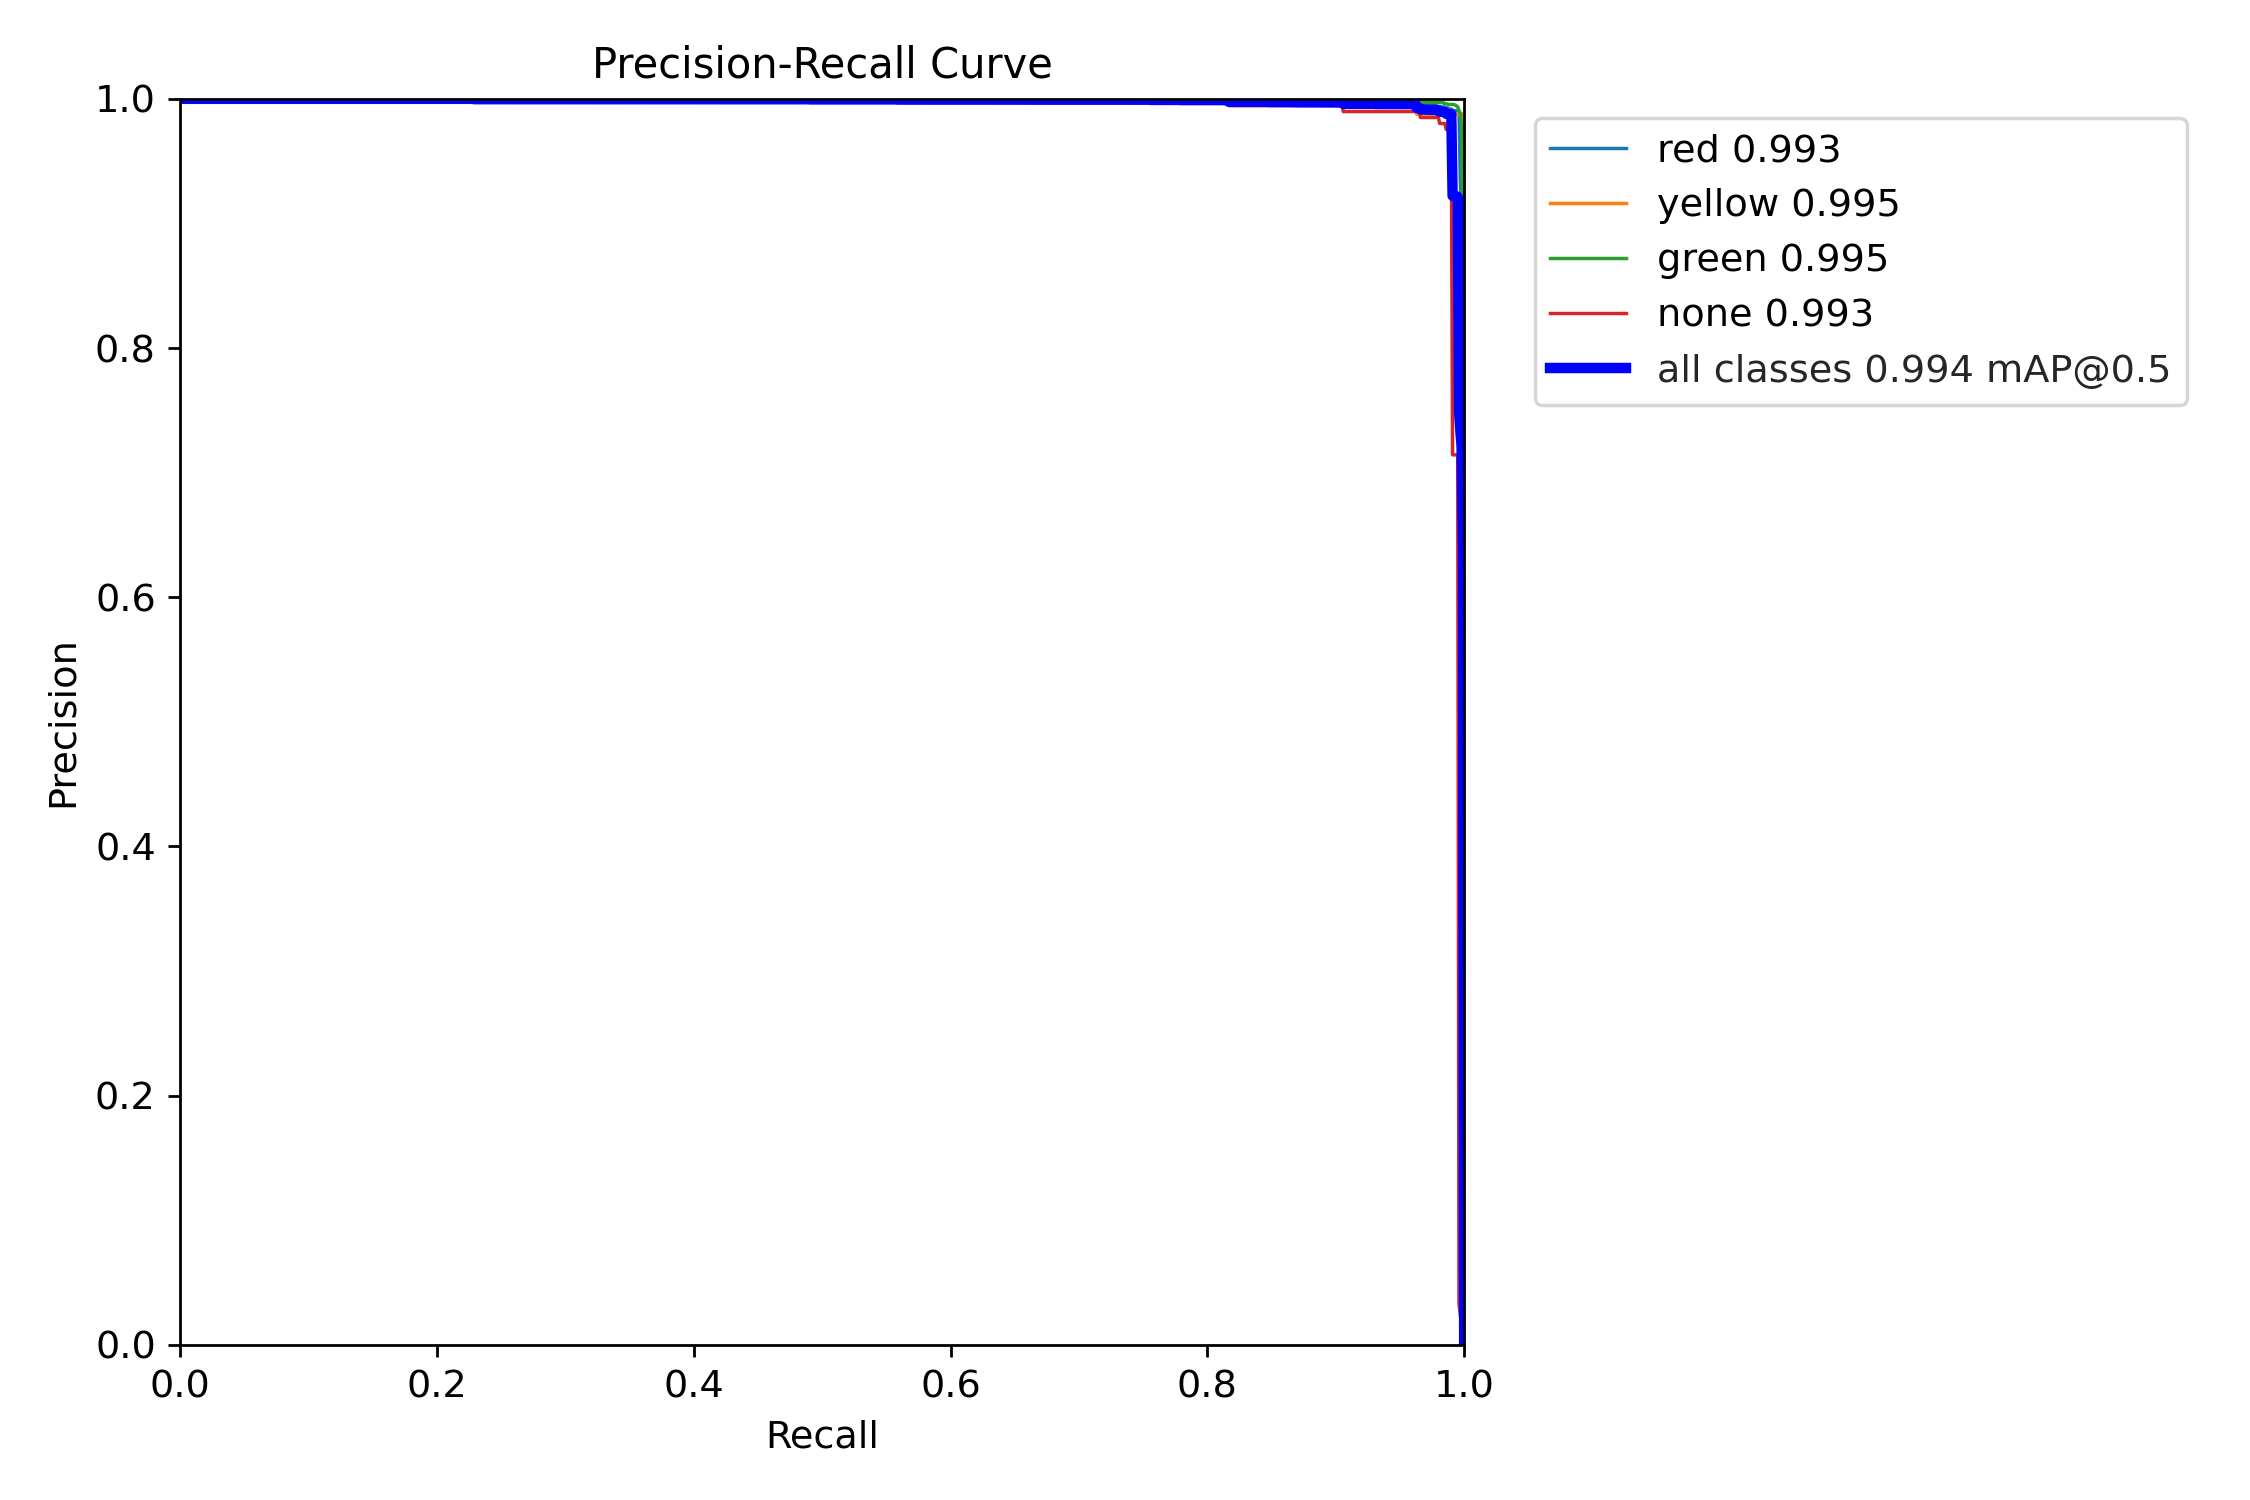 Precision-Recall Curve
1.0
0.8
0.6
0.4
0.2
0.0
Precision
0.0 0.2 0.4 0.6 0.8 1.0
Recall
red 0.993
yellow 0.995
green 0.995
none 0.993
all classes 0.994 mAP@0.5